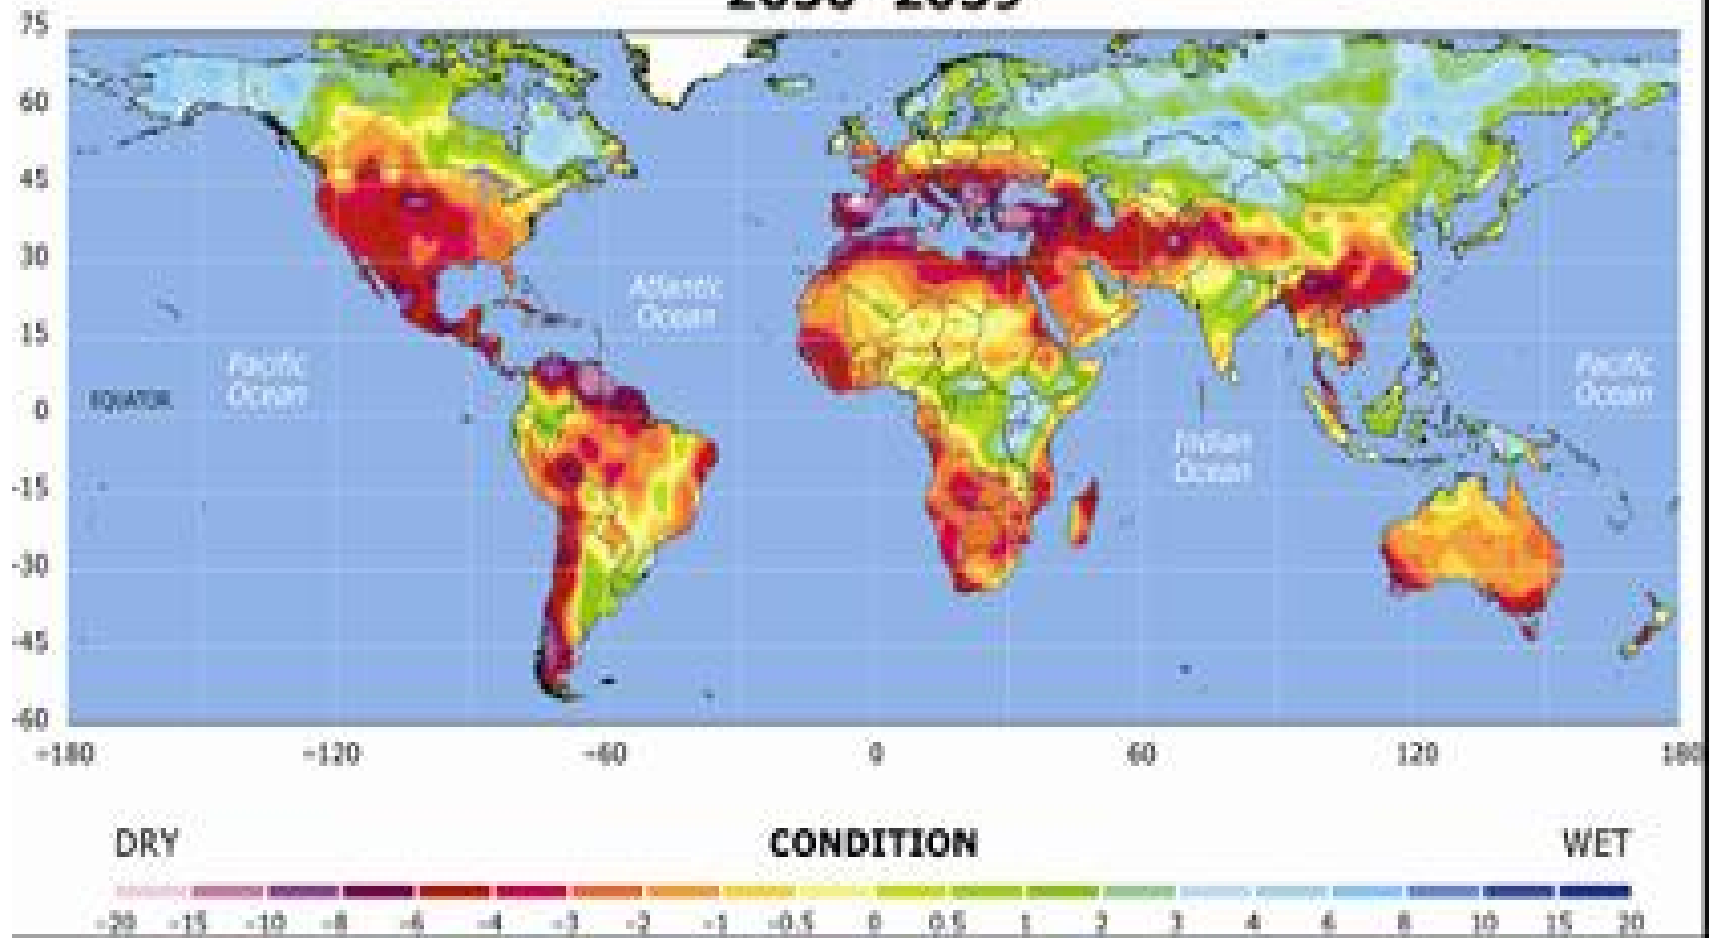 75
60
45
30
15
0
-15
-30
-45
-60
Atlantic
Ocean
Pacific
Ocean
EQUATOR
Pacific
Ocean
Indian
Ocean
-180 -120 -60 0 60 120 180
DRY CONDITION WET
-20 -15 -10 -8 -6 -4 -3 -2 -1 -0.5 0 0.5 1 2 3 4 6 8 10 15 20